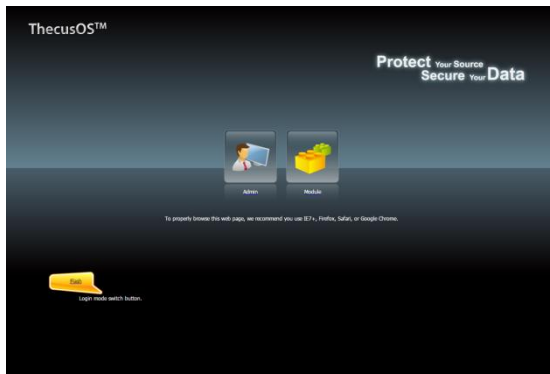 ThecusOS™
Protect Your Source
Secure Your Data
Admin
Module
To properly browse this web page, we recommend you use IE7+, Firefox, Safari, or Google Chrome.
Login mode switch button.